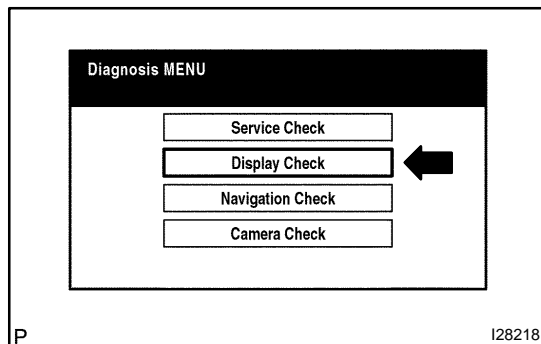 Diagnosis MENU
Service Check
Display Check
Navigation Check
Camera Check
P
I28218